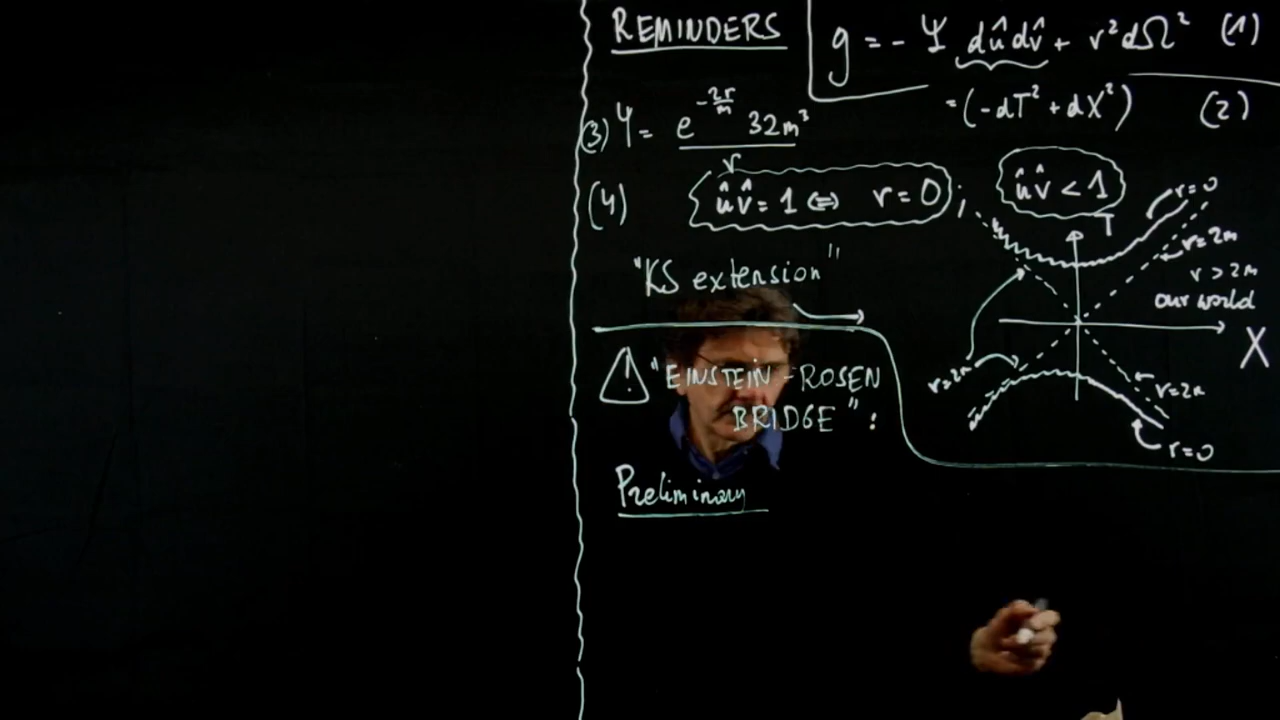 REMINDERS
g = - Ψ dûdv̂ + r²dΩ² (1)
= (-dT² + dX²) (2)
(3) Ψ = e^{-2r/m} 32m³ / r
(4) ûv̂ = 1 ⇔ r = 0 ; ûv̂ < 1
"KS extension"
r=0
T
r=2m
r > 2m
our world
X
r=2m
r=2m
r=0
⚠ "EINSTEIN-ROSEN
BRIDGE" :
Preliminary